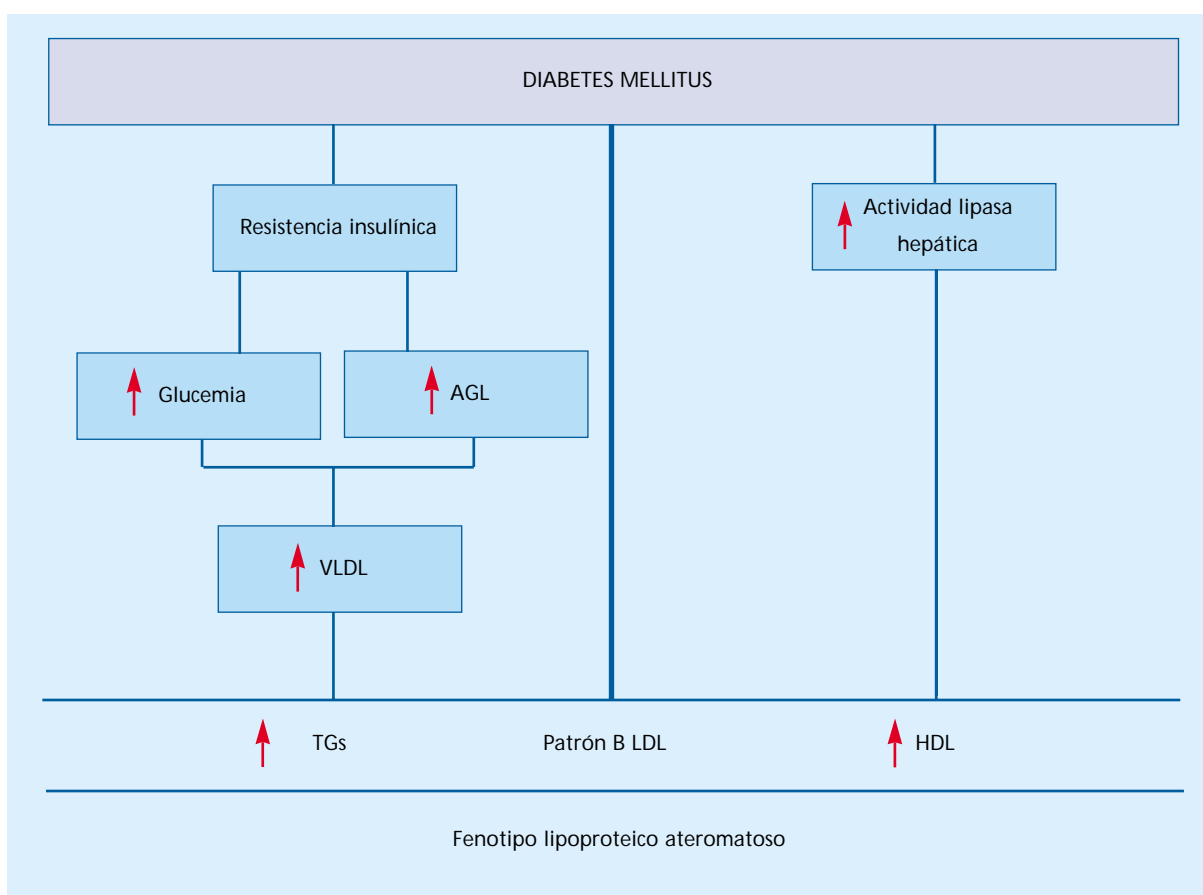 DIABETES MELLITUS
Resistencia insulínica
Actividad lipasa
hepática
Glucemia
AGL
VLDL
TGs
Patrón B LDL
HDL
Fenotipo lipoproteico ateromatoso